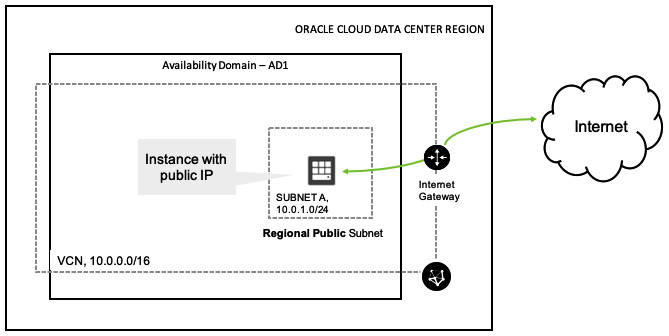 ORACLE CLOUD DATA CENTER REGION
Availability Domain – AD1
Internet
Instance with
public IP
SUBNET A,
10.0.1.0/24
Internet
Gateway
Regional Public Subnet
VCN, 10.0.0.0/16